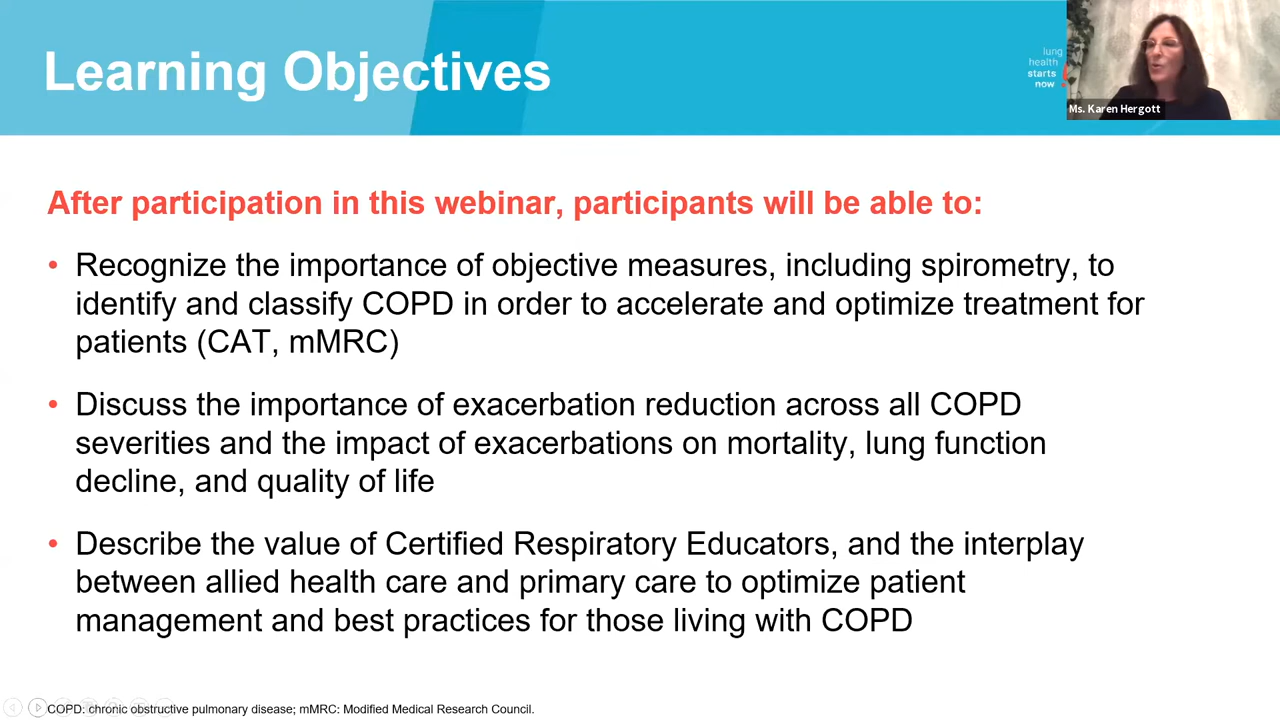 Learning Objectives
lung
health
starts
now
Ms. Karen Hergott
After participation in this webinar, participants will be able to:
• Recognize the importance of objective measures, including spirometry, to
identify and classify COPD in order to accelerate and optimize treatment for
patients (CAT, mMRC)
• Discuss the importance of exacerbation reduction across all COPD
severities and the impact of exacerbations on mortality, lung function
decline, and quality of life
• Describe the value of Certified Respiratory Educators, and the interplay
between allied health care and primary care to optimize patient
management and best practices for those living with COPD
COPD: chronic obstructive pulmonary disease; mMRC: Modified Medical Research Council.